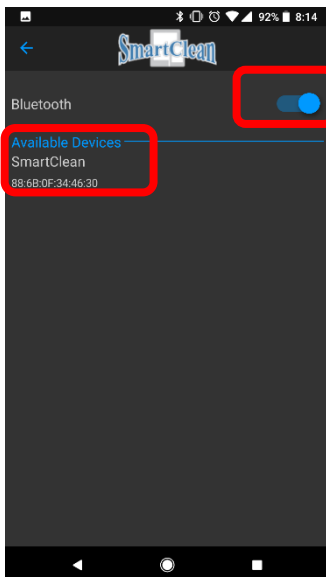 92% 8:14
SmartClean
Bluetooth
Available Devices
SmartClean
88:6B:0F:34:46:30